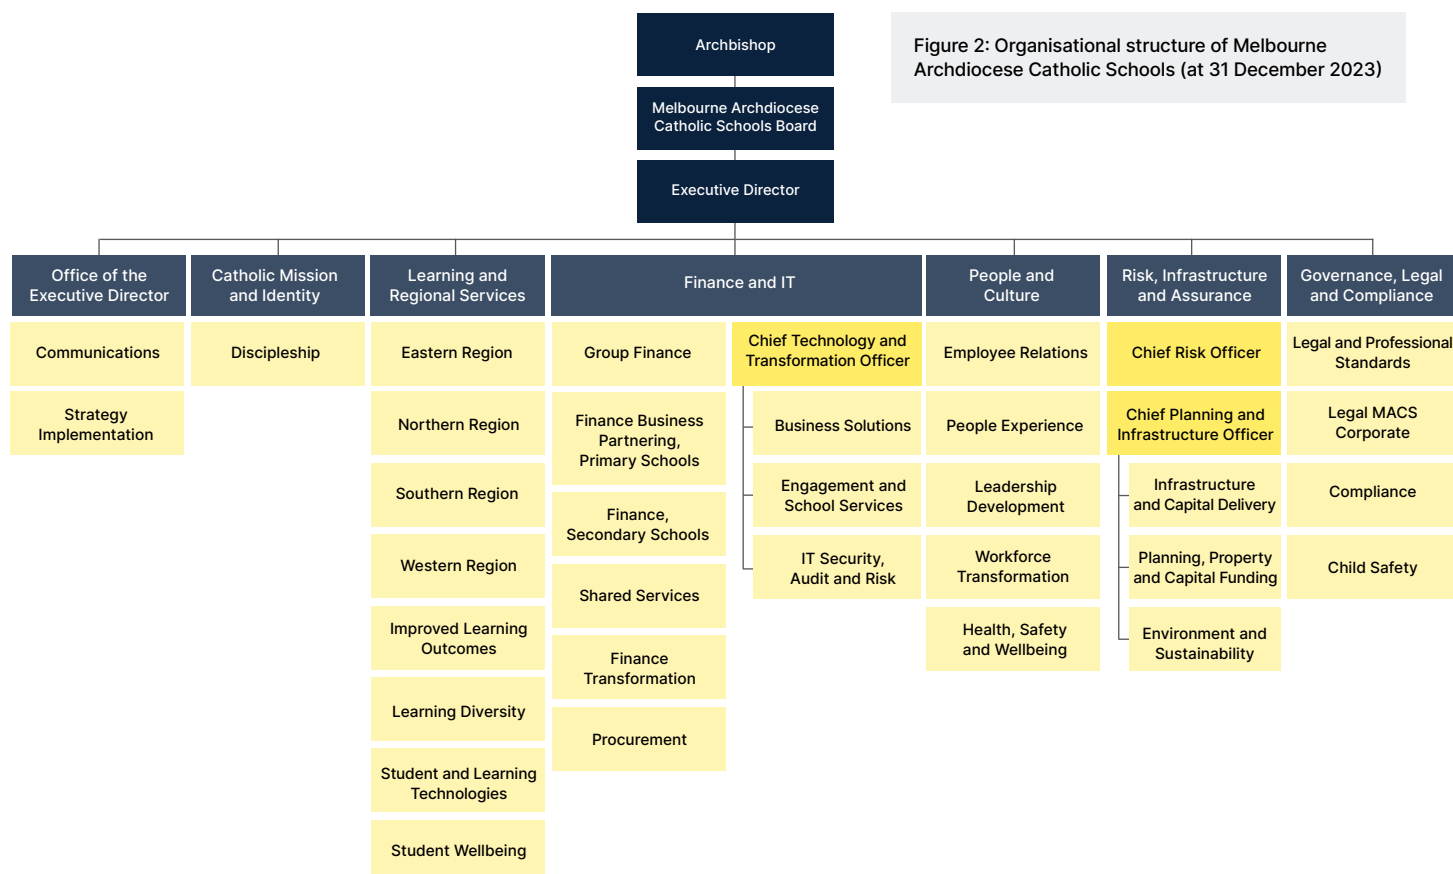 Archbishop
Figure 2: Organisational structure of Melbourne
Archdiocese Catholic Schools (at 31 December 2023)
Melbourne Archdiocese
Catholic Schools Board
Executive Director
Office of the
Executive Director
Communications
Strategy
Implementation
Catholic Mission
and Identity
Discipleship
Learning and
Regional Services
Eastern Region
Northern Region
Southern Region
Western Region
Improved Learning
Outcomes
Learning Diversity
Student and Learning
Technologies
Student Wellbeing
Finance and IT
Group Finance
Finance Business
Partnering,
Primary Schools
Finance,
Secondary Schools
Shared Services
Finance
Transformation
Procurement
Chief Technology and
Transformation Officer
Business Solutions
Engagement and
School Services
IT Security,
Audit and Risk
People and
Culture
Employee Relations
People Experience
Leadership
Development
Workforce
Transformation
Health, Safety
and Wellbeing
Risk, Infrastructure
and Assurance
Chief Risk Officer
Chief Planning and
Infrastructure Officer
Infrastructure
and Capital Delivery
Planning, Property
and Capital Funding
Environment and
Sustainability
Governance, Legal
and Compliance
Legal and Professional
Standards
Legal MACS
Corporate
Compliance
Child Safety